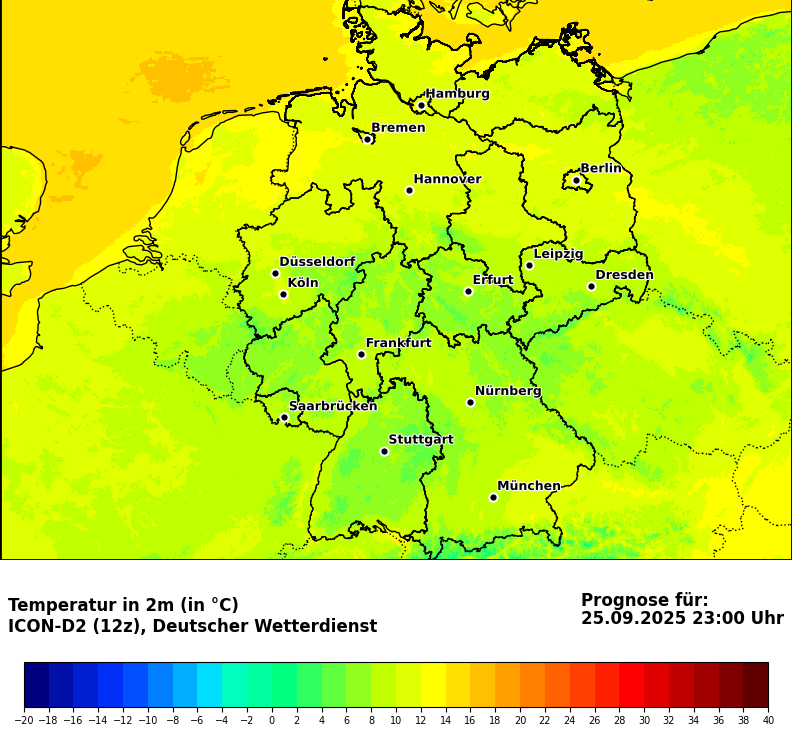 Hamburg
Bremen
Berlin
Hannover
Leipzig
Düsseldorf
Dresden
Köln
Erfurt
Frankfurt
Nürnberg
Saarbrücken
Stuttgart
München
Temperatur in 2m (in °C)
ICON-D2 (12z), Deutscher Wetterdienst
Prognose für:
25.09.2025 23:00 Uhr
−20 −18 −16 −14 −12 −10 −8 −6 −4 −2 0 2 4 6 8 10 12 14 16 18 20 22 24 26 28 30 32 34 36 38 40